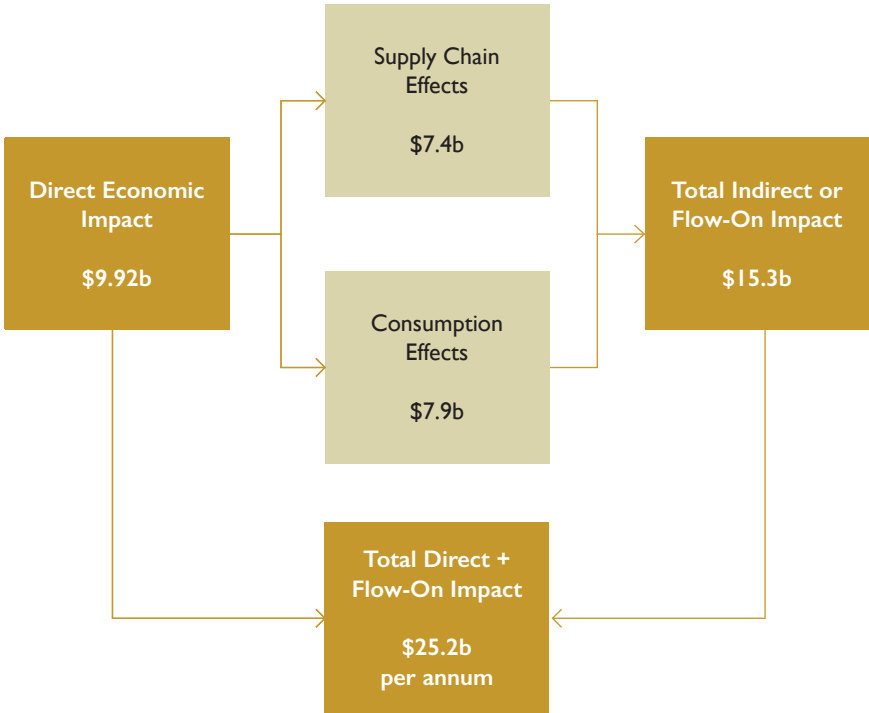 Supply Chain
Effects
$7.4b
Direct Economic
Impact
$9.92b
Total Indirect or
Flow-On Impact
$15.3b
Consumption
Effects
$7.9b
Total Direct +
Flow-On Impact
$25.2b
per annum